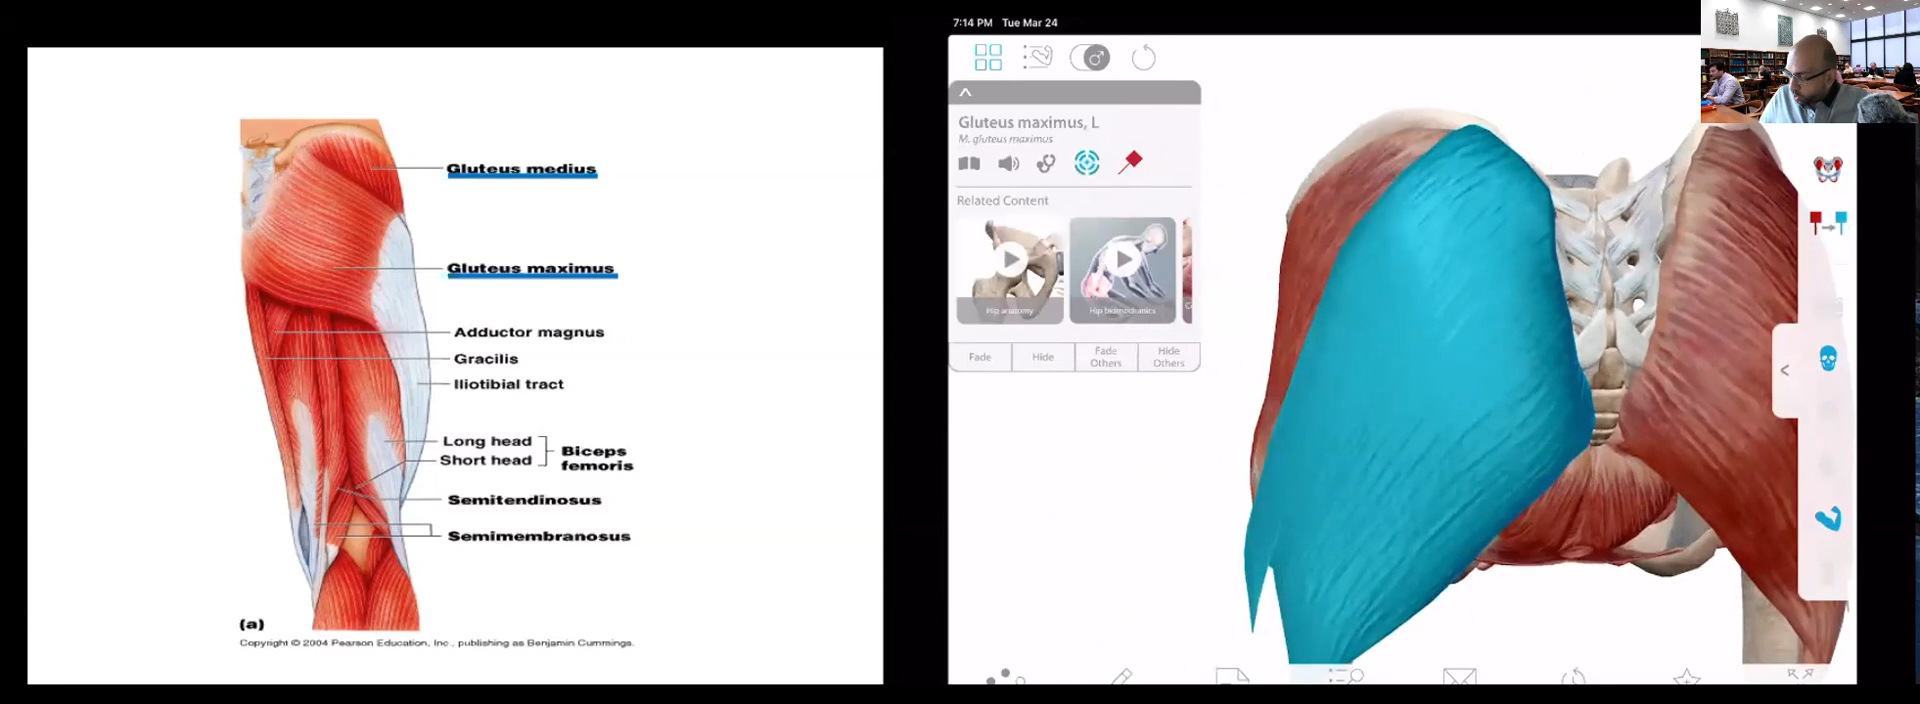 Gluteus medius
Gluteus maximus
Adductor magnus
Gracilis
Iliotibial tract
Long head
Short head
Biceps
femoris
Semitendinosus
Semimembranosus
(a)
Copyright © 2004 Pearson Education, Inc., publishing as Benjamin Cummings.
7:14 PM Tue Mar 24
Gluteus maximus, L
M. gluteus maximus
Related Content
Hip anatomy
Hip biomechanics
Fade
Hide
Fade
Others
Hide
Others